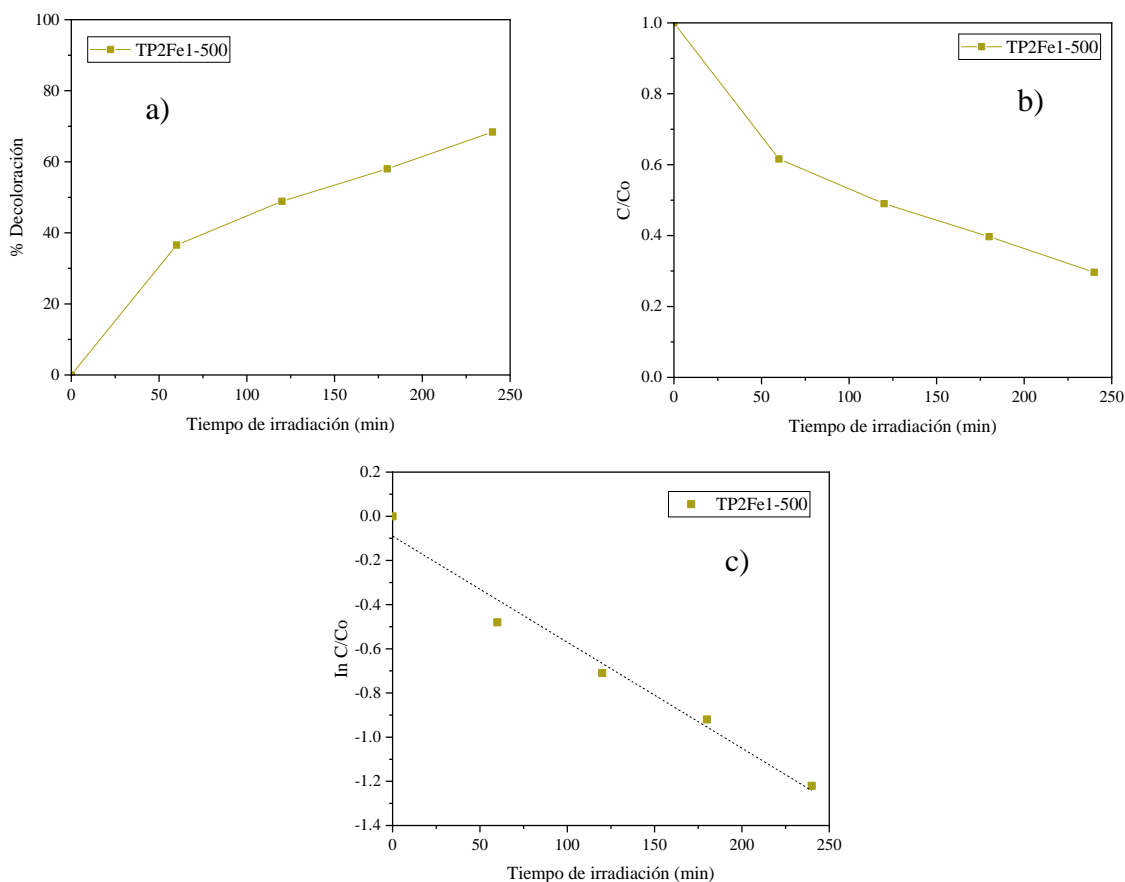 100
80
60
40
20
0
% Decoloración
TP2Fe1-500
a)
0 50 100 150 200 250
Tiempo de irradiación (min)
1.0
0.8
0.6
0.4
0.2
0.0
C/Co
TP2Fe1-500
b)
0 50 100 150 200 250
Tiempo de irradiación (min)
0.2
0.0
-0.2
-0.4
-0.6
-0.8
-1.0
-1.2
-1.4
In C/Co
TP2Fe1-500
c)
0 50 100 150 200 250
Tiempo de irradiación (min)